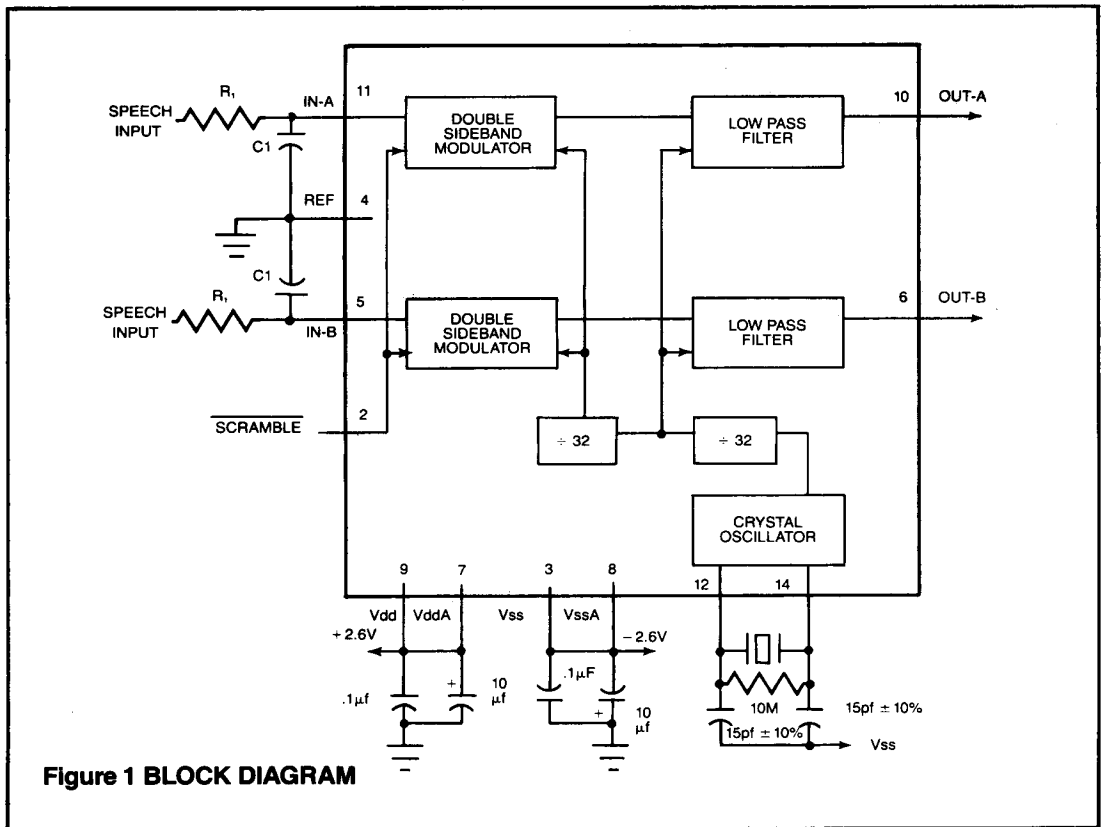 SPEECH
INPUT
R₁
IN-A
11
C1
DOUBLE
SIDEBAND
MODULATOR
LOW PASS
FILTER
10
OUT-A
REF
4
C1
SPEECH
INPUT
R₁
IN-B
5
DOUBLE
SIDEBAND
MODULATOR
LOW PASS
FILTER
6
OUT-B
SCRAMBLE
2
÷ 32
÷ 32
CRYSTAL
OSCILLATOR
9
7
3
8
12
14
Vdd
VddA
Vss
VssA
+ 2.6V
− 2.6V
.1μf
+
10
μf
.1μF
+
10
μf
10M
15pf ± 10%
15pf ± 10%
Vss
Figure 1 BLOCK DIAGRAM